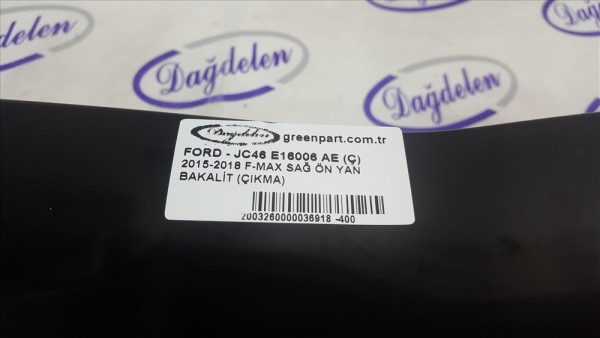 Dağdelen
Dağdelen
Dağdelen greenpart.com.tr
FORD - JC46 E16006 AE (Ç)
2015-2018 F-MAX SAĞ ÖN YAN
BAKALİT (ÇIKMA)
2003260000036918 -400